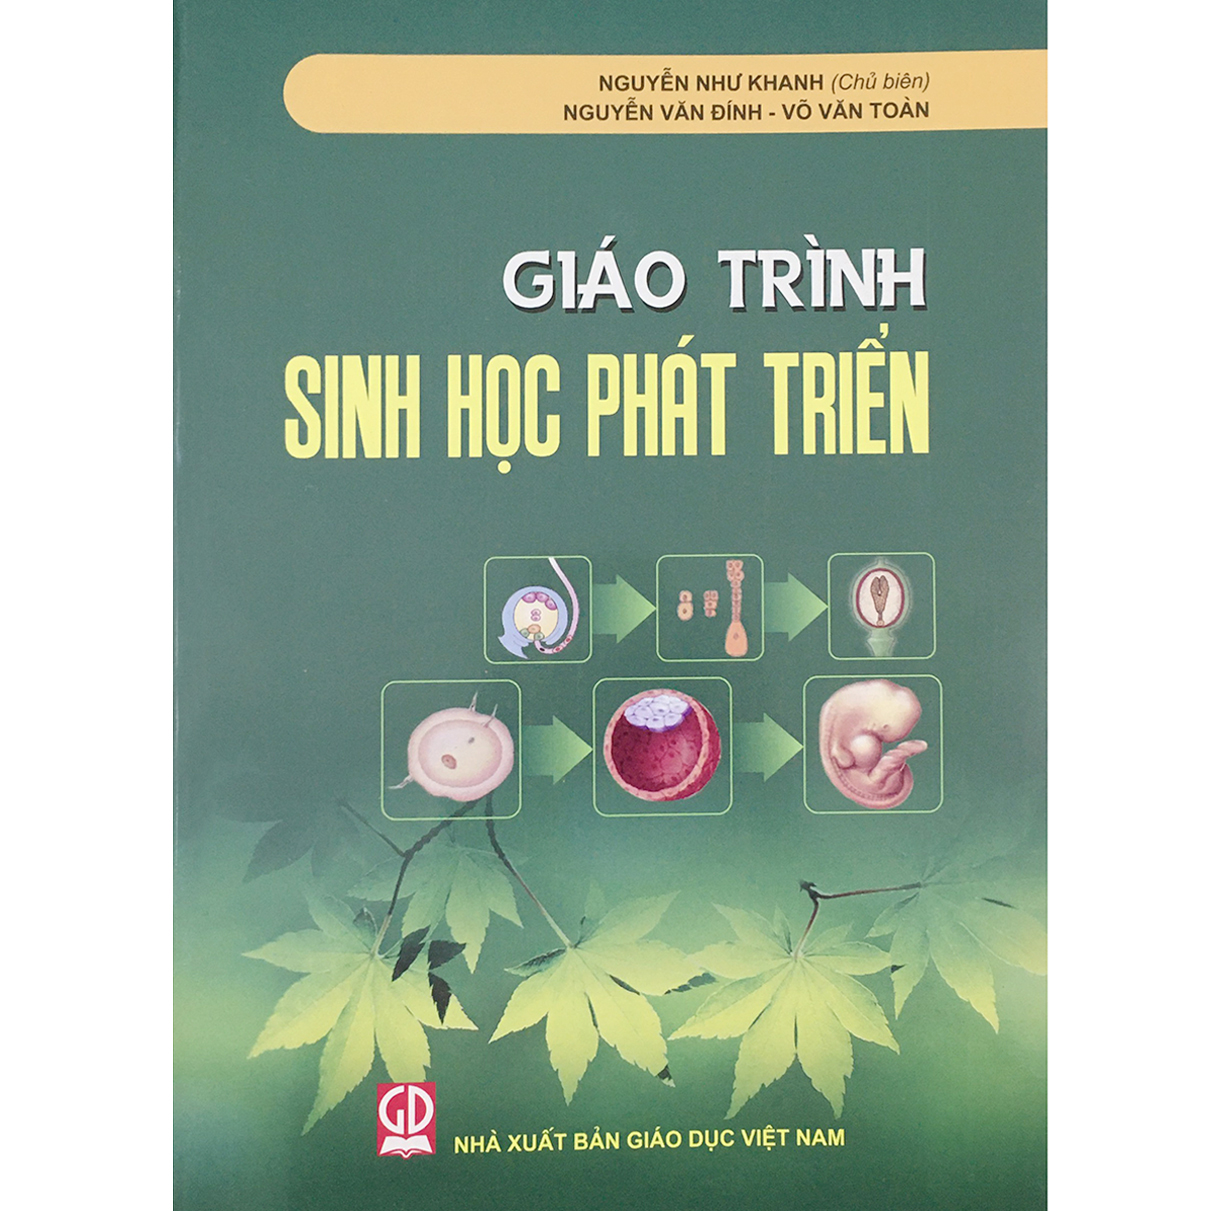 NGUYỄN NHƯ KHANH (Chủ biên)
NGUYỄN VĂN ĐÍNH - VÕ VĂN TOÀN
GIÁO TRÌNH
SINH HỌC PHÁT TRIỂN
GD
NHÀ XUẤT BẢN GIÁO DỤC VIỆT NAM